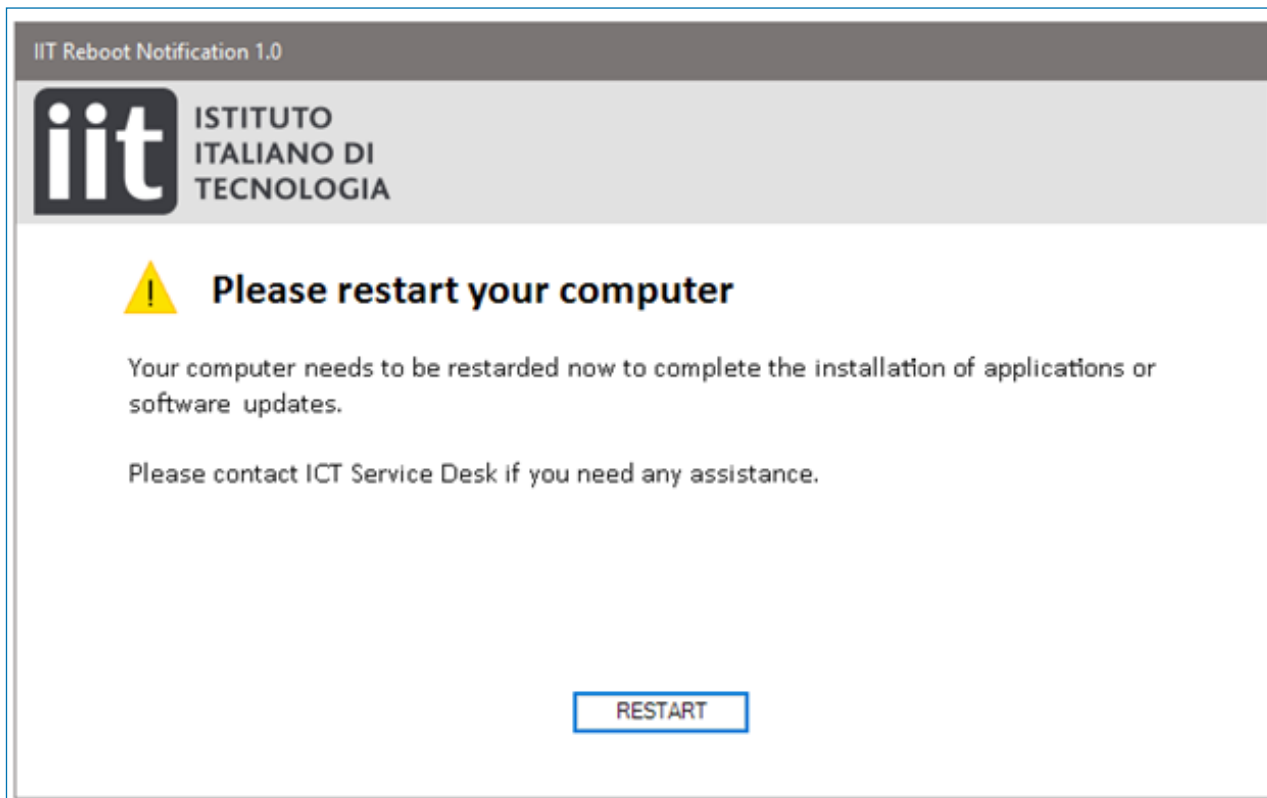 IIT Reboot Notification 1.0
iit
ISTITUTO
ITALIANO DI
TECNOLOGIA
! Please restart your computer
Your computer needs to be restarded now to complete the installation of applications or
software updates.
Please contact ICT Service Desk if you need any assistance.
RESTART